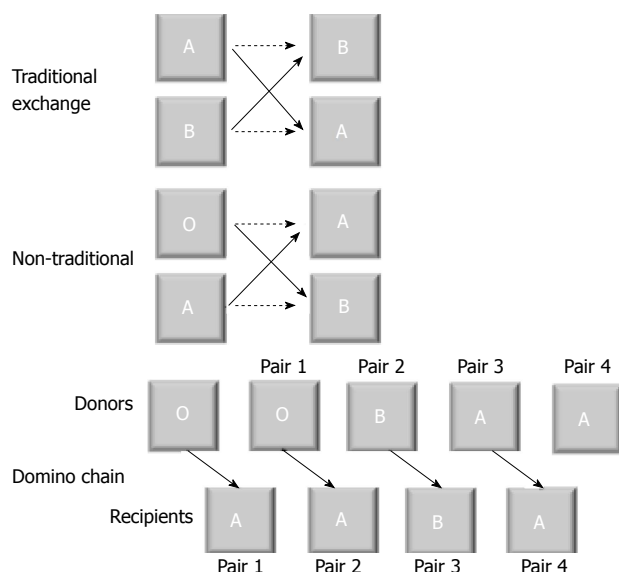 A B
Traditional
exchange
B A
O A
Non-traditional
A B
Pair 1 Pair 2 Pair 3 Pair 4
Donors O O B A A
Domino chain
Recipients A A B A
Pair 1 Pair 2 Pair 3 Pair 4